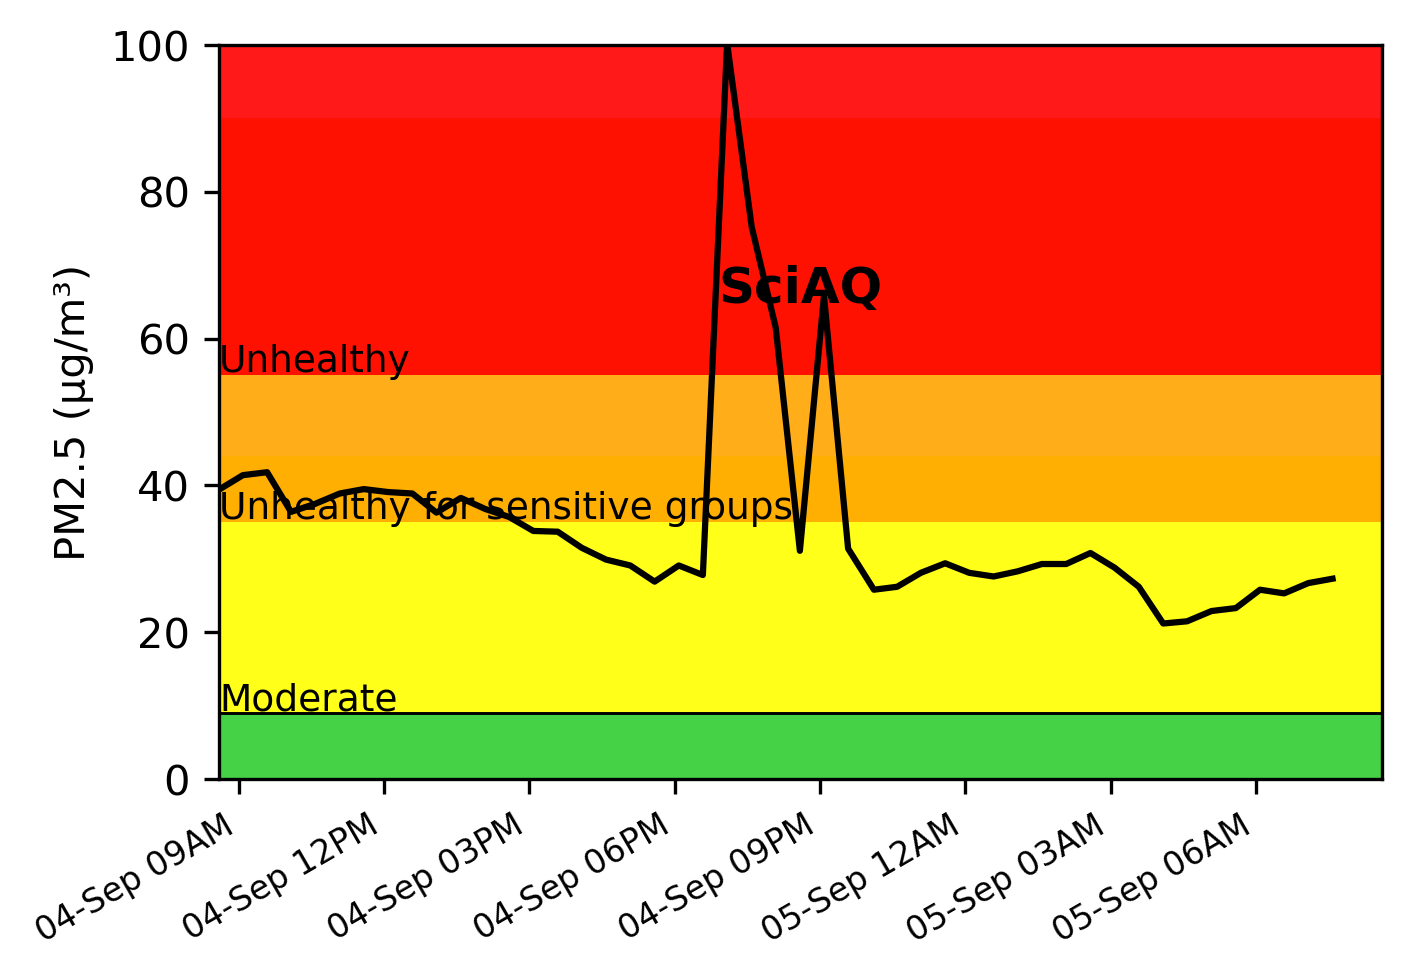 100
80
60
40
20
0
PM2.5 (µg/m³)
SciAQ
Unhealthy
Unhealthy for sensitive groups
Moderate
04-Sep 09AM
04-Sep 12PM
04-Sep 03PM
04-Sep 06PM
04-Sep 09PM
05-Sep 12AM
05-Sep 03AM
05-Sep 06AM